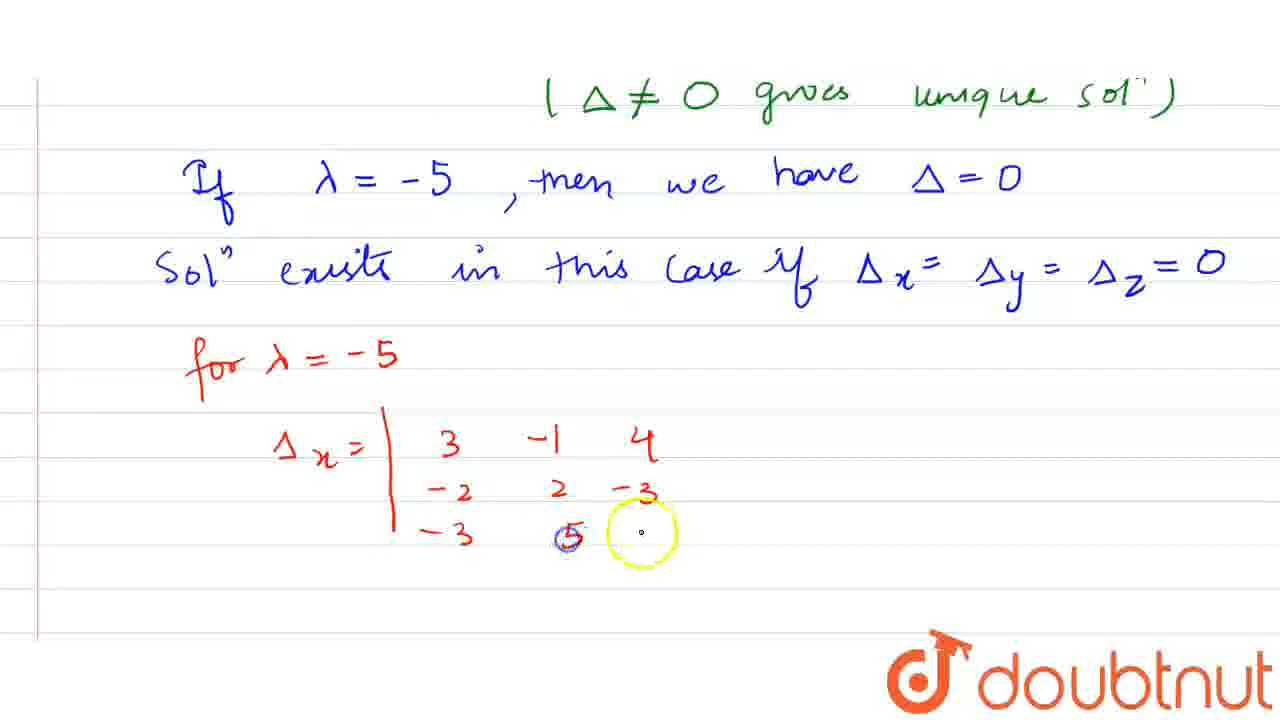 ( Δ ≠ 0 gives unique solⁿ)
If λ = -5 , then we have Δ = 0
Solⁿ exists in this case if Δx = Δy = Δz = 0
for λ = -5
Δx = | 3 -1 4
-2 2 -3
-3 5
doubtnut